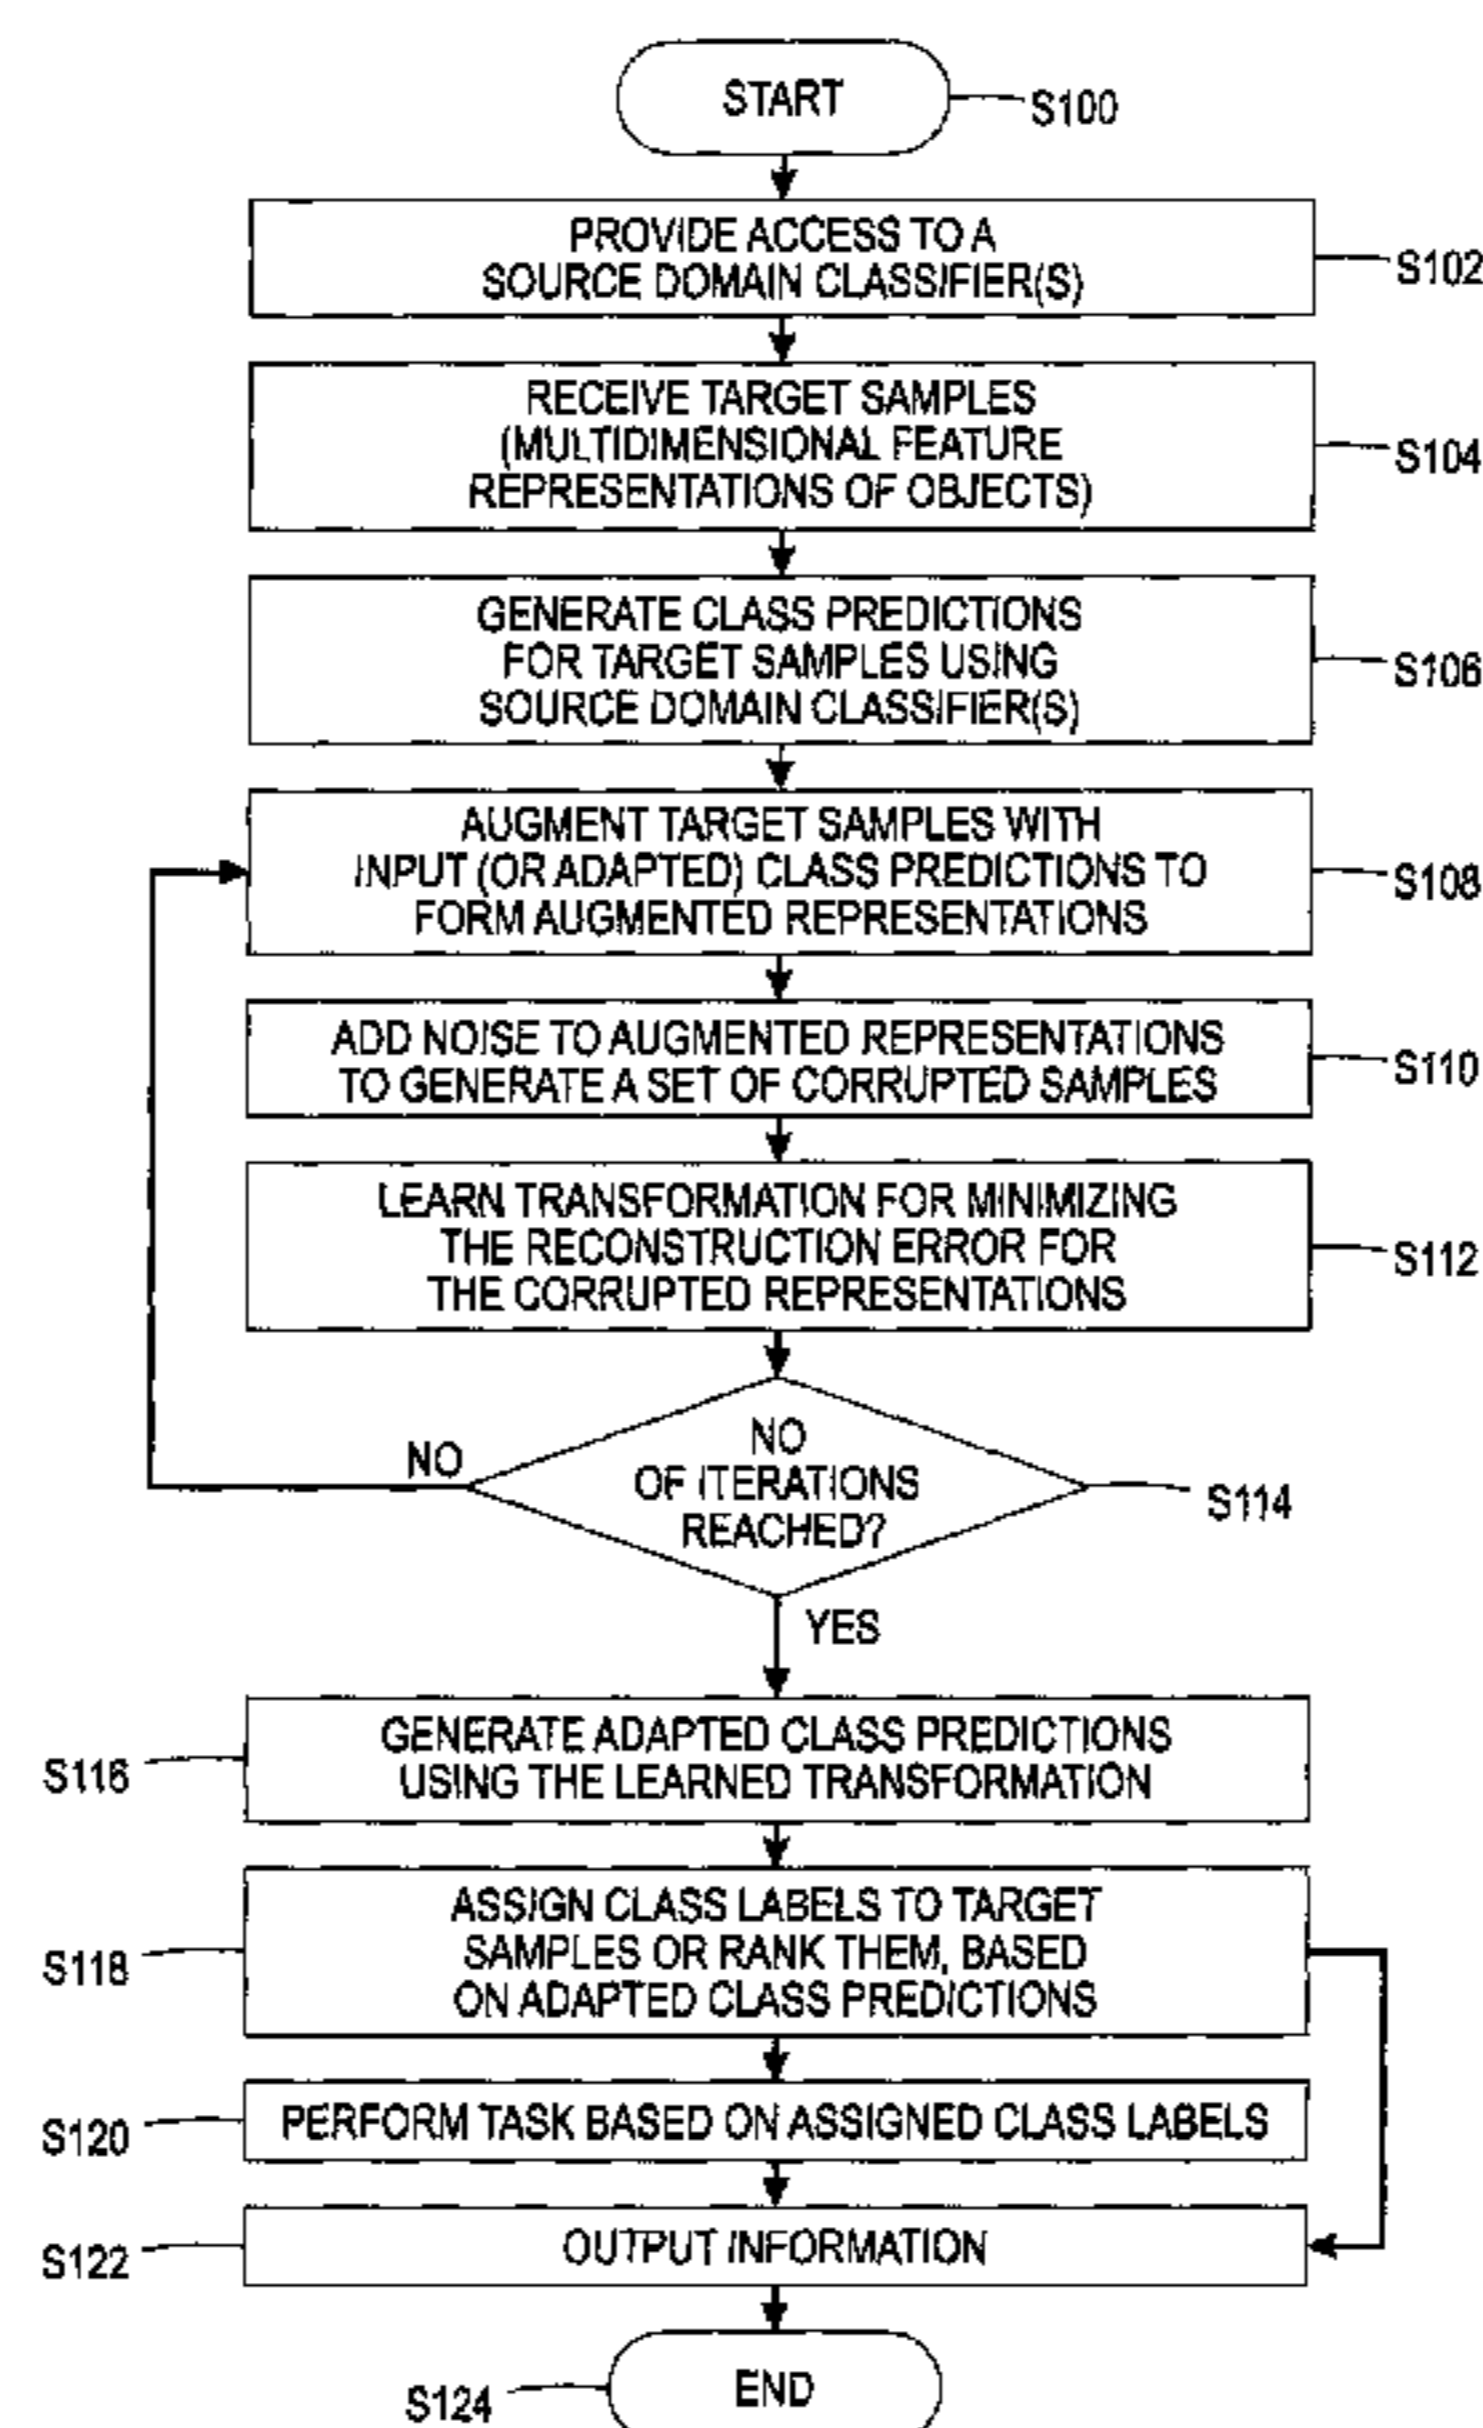 START
S100
PROVIDE ACCESS TO A
SOURCE DOMAIN CLASSIFIER(S)
S102
RECEIVE TARGET SAMPLES
(MULTIDIMENSIONAL FEATURE
REPRESENTATIONS OF OBJECTS)
S104
GENERATE CLASS PREDICTIONS
FOR TARGET SAMPLES USING
SOURCE DOMAIN CLASSIFIER(S)
S106
AUGMENT TARGET SAMPLES WITH
INPUT (OR ADAPTED) CLASS PREDICTIONS TO
FORM AUGMENTED REPRESENTATIONS
S108
ADD NOISE TO AUGMENTED REPRESENTATIONS
TO GENERATE A SET OF CORRUPTED SAMPLES
S110
LEARN TRANSFORMATION FOR MINIMIZING
THE RECONSTRUCTION ERROR FOR
THE CORRUPTED REPRESENTATIONS
S112
NO
NO
OF ITERATIONS
REACHED?
S114
YES
GENERATE ADAPTED CLASS PREDICTIONS
USING THE LEARNED TRANSFORMATION
S116
ASSIGN CLASS LABELS TO TARGET
SAMPLES OR RANK THEM, BASED
ON ADAPTED CLASS PREDICTIONS
S118
PERFORM TASK BASED ON ASSIGNED CLASS LABELS
S120
OUTPUT INFORMATION
S122
END
S124